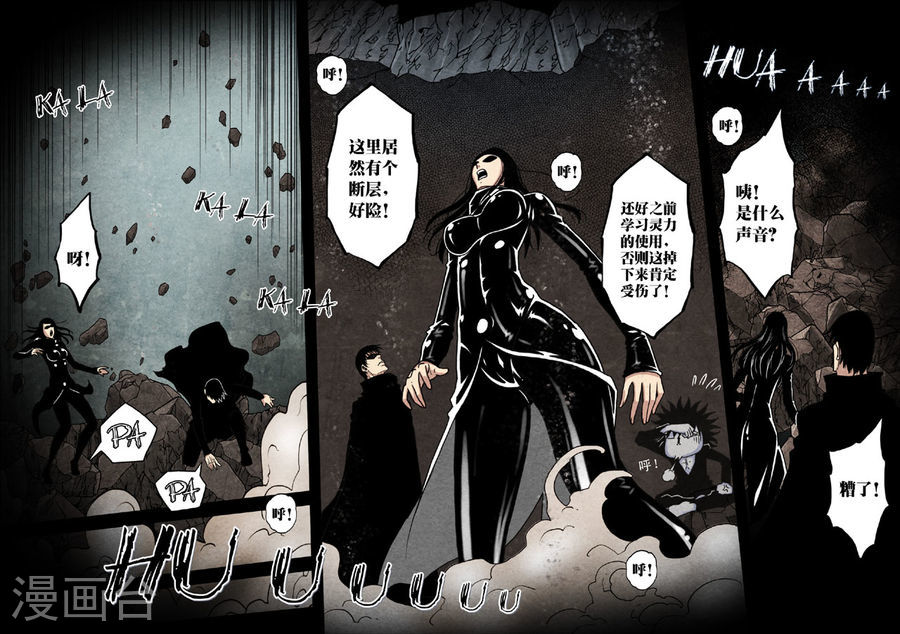 KA LA
KA LA
KA LA
呀！
PA
PA
呼！
HU U U U U U U
呼！
这里居
然有个
断层，
好险！
呼！
还好之前
学习灵力
的使用，
否则这掉
下来肯定
受伤了！
呼！
呼！
HUA A A A A
呼！
咦！
是什么
声音？
糟了！
漫画台